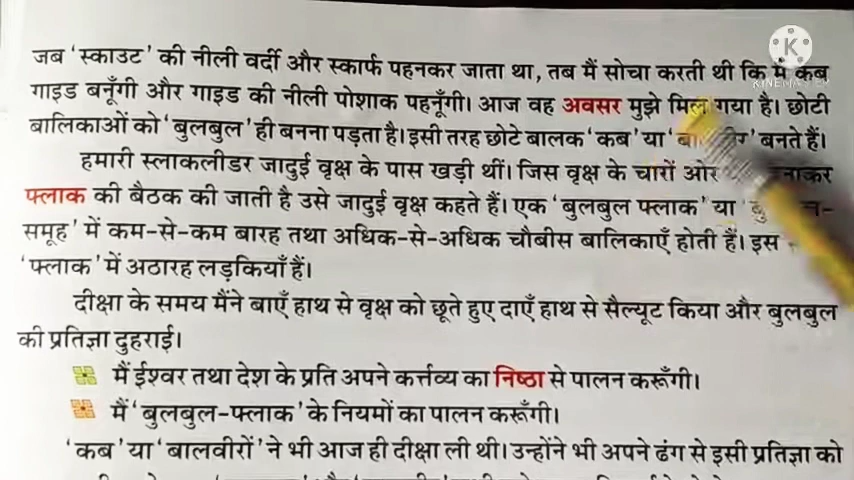 जब 'स्काउट' की नीली वर्दी और स्कार्फ पहनकर जाता था, तब मैं सोचा करती थी कि मैं कब
गाइड बनूँगी और गाइड की नीली पोशाक पहनूँगी। आज वह अवसर मुझे मिल गया है। छोटी
बालिकाओं को 'बुलबुल' ही बनना पड़ता है। इसी तरह छोटे बालक 'कब' या बनते हैं।
हमारी स्लाकलीडर जादुई वृक्ष के पास खड़ी थीं। जिस वृक्ष के चारों ओर
फ्लाक की बैठक की जाती है उसे जादुई वृक्ष कहते हैं। एक 'बुलबुल फ्लाक' या
समूह' में कम-से-कम बारह तथा अधिक-से-अधिक चौबीस बालिकाएँ होती हैं। इस
'फ्लाक' में अठारह लड़कियाँ हैं।
दीक्षा के समय मैंने बाएँ हाथ से वृक्ष को छूते हुए दाएँ हाथ से सैल्यूट किया और बुलबुल
की प्रतिज्ञा दुहराई।
मैं ईश्वर तथा देश के प्रति अपने कर्त्तव्य का निष्ठा से पालन करूँगी।
मैं 'बुलबुल-फ्लाक' के नियमों का पालन करूँगी।
'कब' या 'बालवीरों' ने भी आज ही दीक्षा ली थी। उन्होंने भी अपने ढंग से इसी प्रतिज्ञा को
KINEMASTER